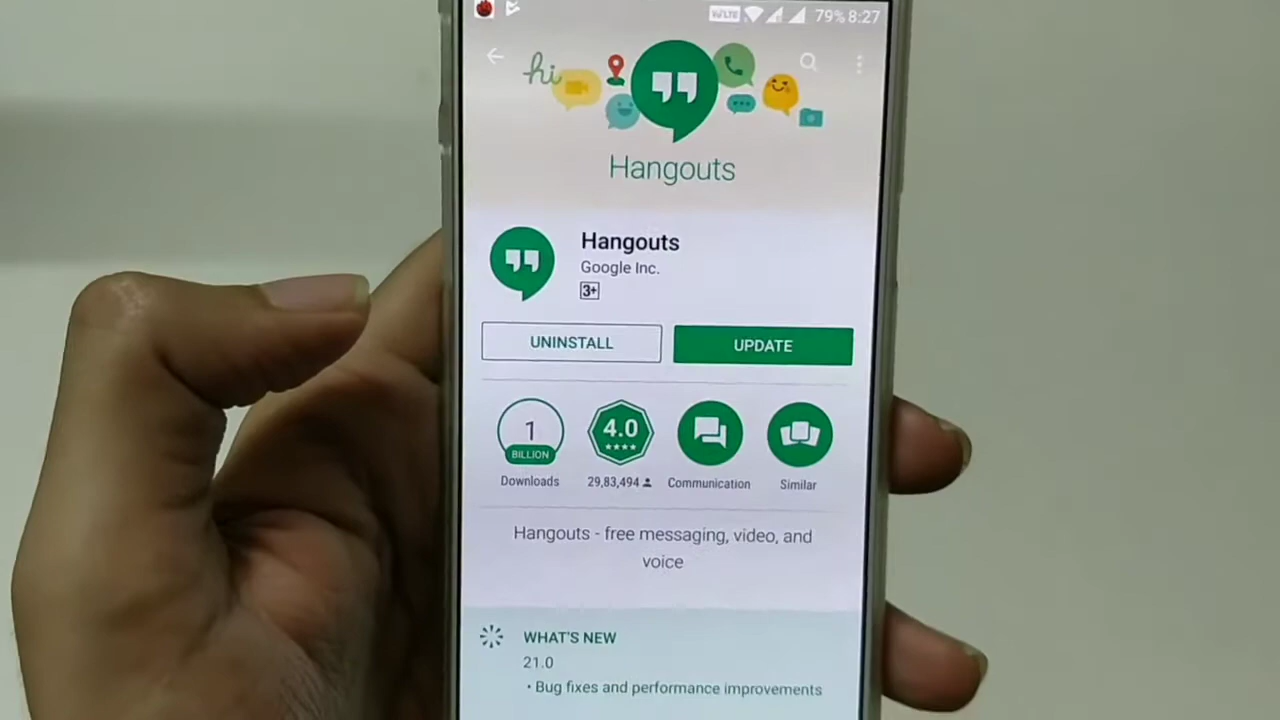 VoLTE 79% 8:27
hi
Hangouts
Hangouts
Google Inc.
3+
UNINSTALL UPDATE
1 BILLION 4.0
Downloads 29,83,494 Communication Similar
Hangouts - free messaging, video, and
voice
WHAT'S NEW
21.0
• Bug fixes and performance improvements